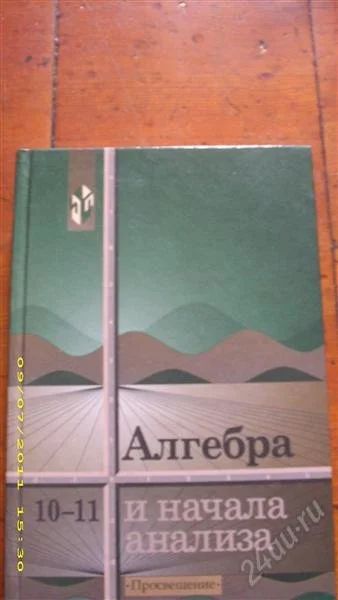 Алгебра
10-11 и начала
анализа
·Просвещение·
09/07/2011 15:30
24au.ru